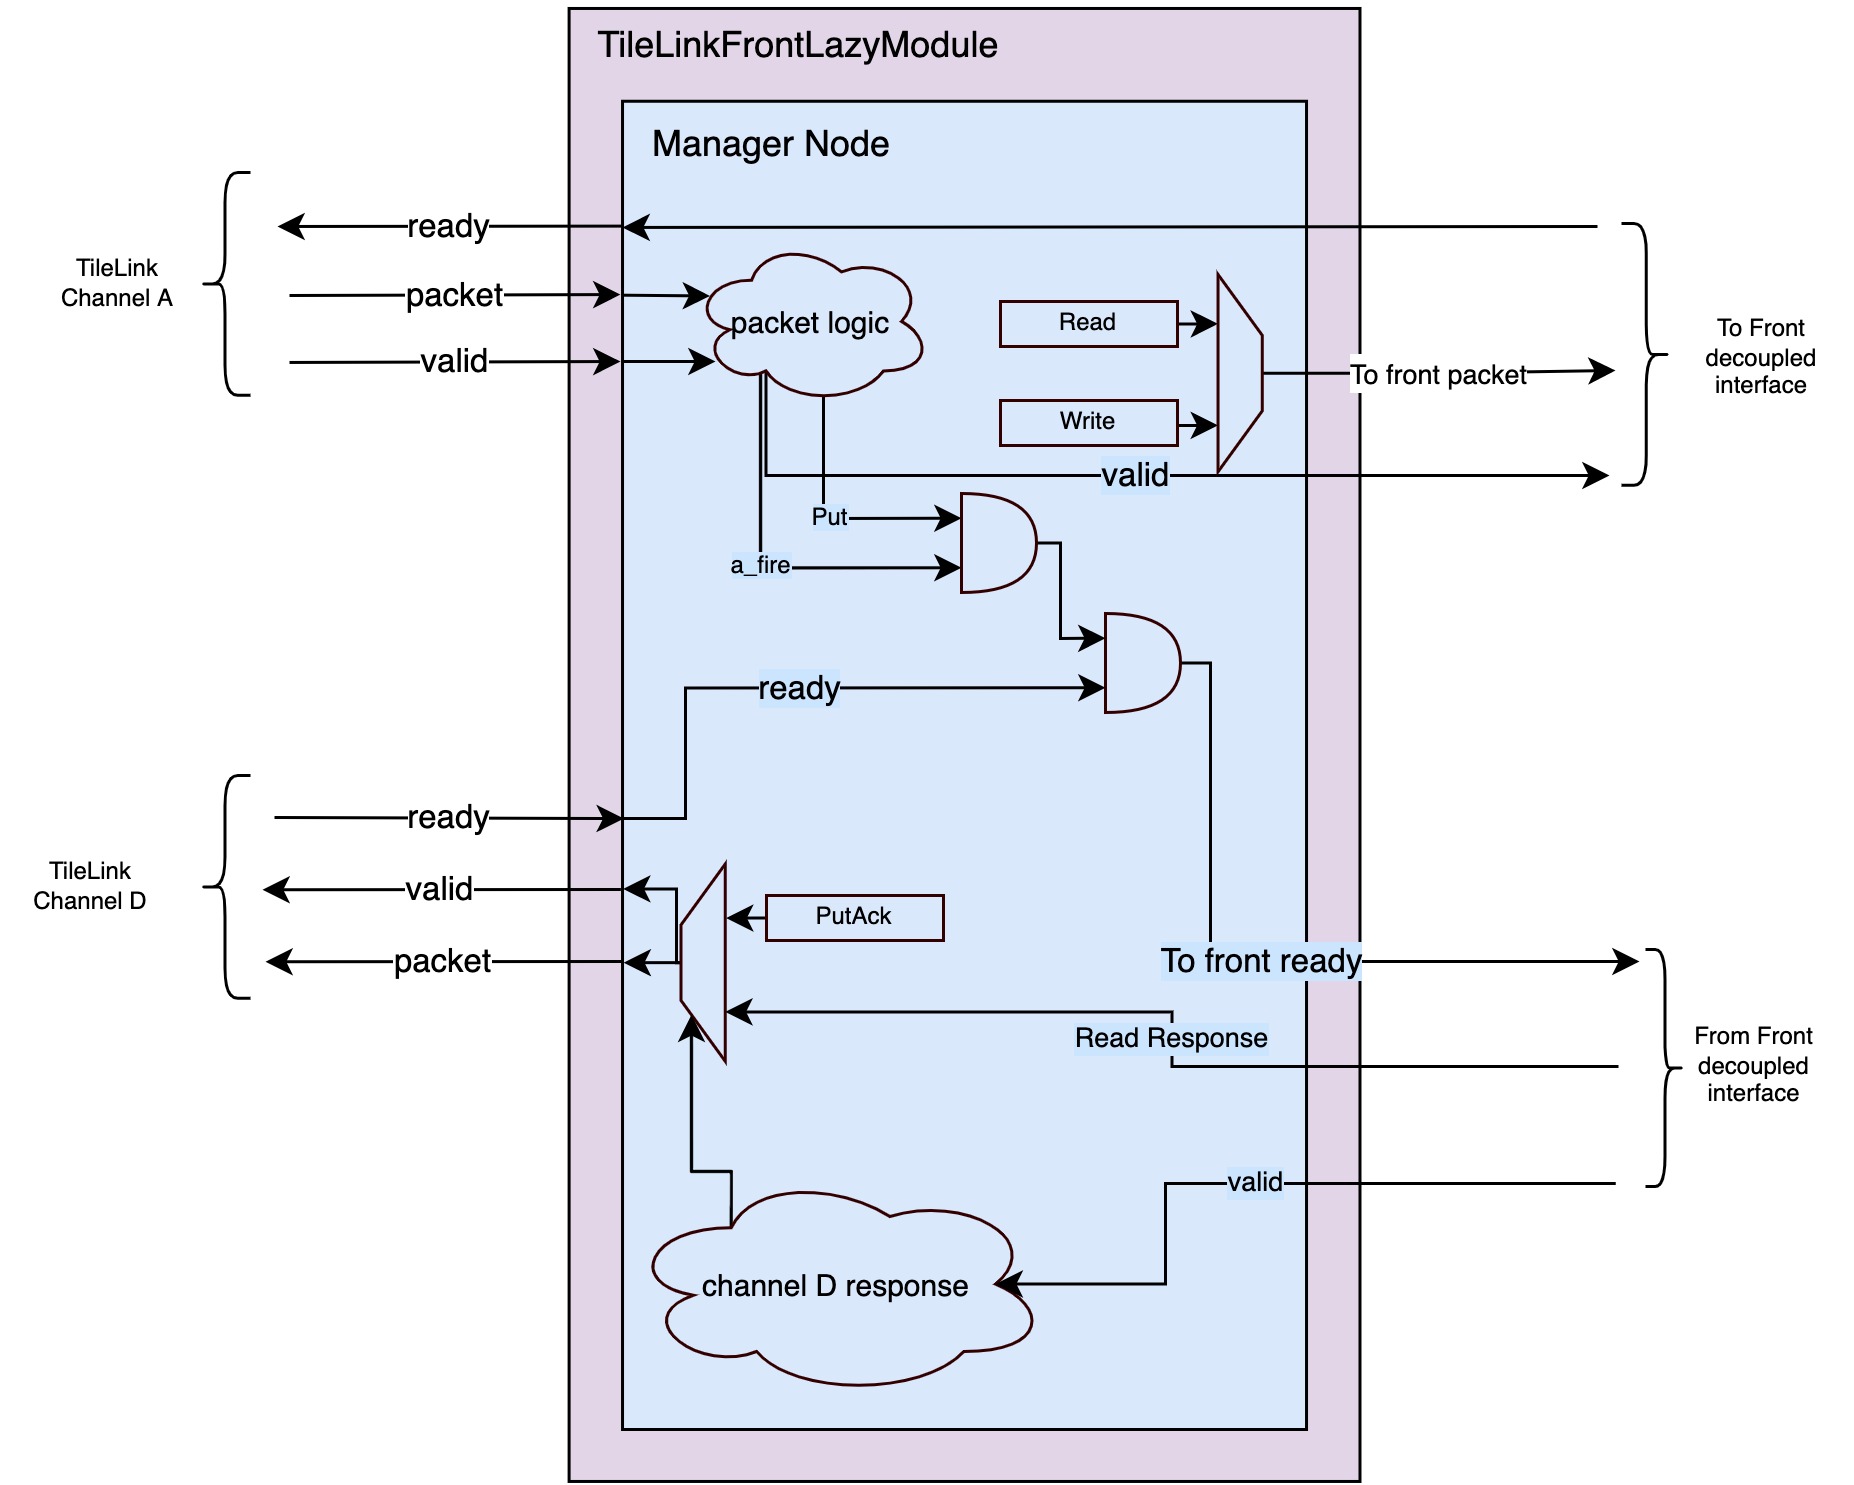 TileLinkFrontLazyModule
Manager Node
ready
TileLink
Channel A
packet
valid
packet logic
Read
Write
To front packet
To Front
decoupled
interface
valid
Put
a_fire
ready
ready
TileLink
Channel D
valid
packet
PutAck
To front ready
Read Response
From Front
decoupled
interface
valid
channel D response